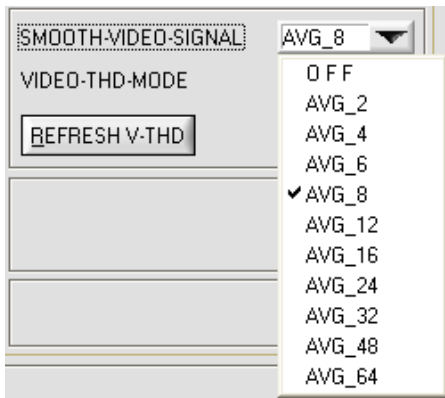 SMOOTH-VIDEO-SIGNAL AVG_8
OFF
VIDEO-THD-MODE
AVG_2
AVG_4
REFRESH V-THD
AVG_6
AVG_8
AVG_12
AVG_16
AVG_24
AVG_32
AVG_48
AVG_64